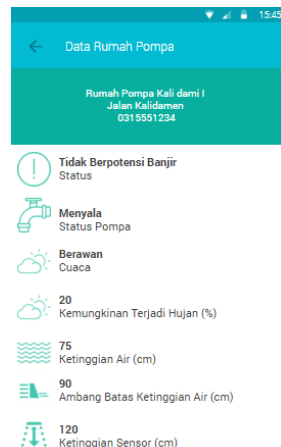 15:45
Data Rumah Pompa
Rumah Pompa Kali dami I
Jalan Kalidamen
0315551234
Tidak Berpotensi Banjir
Status
Menyala
Status Pompa
Berawan
Cuaca
20
Kemungkinan Terjadi Hujan (%)
75
Ketinggian Air (cm)
90
Ambang Batas Ketinggian Air (cm)
120
Ketinggian Sensor (cm)